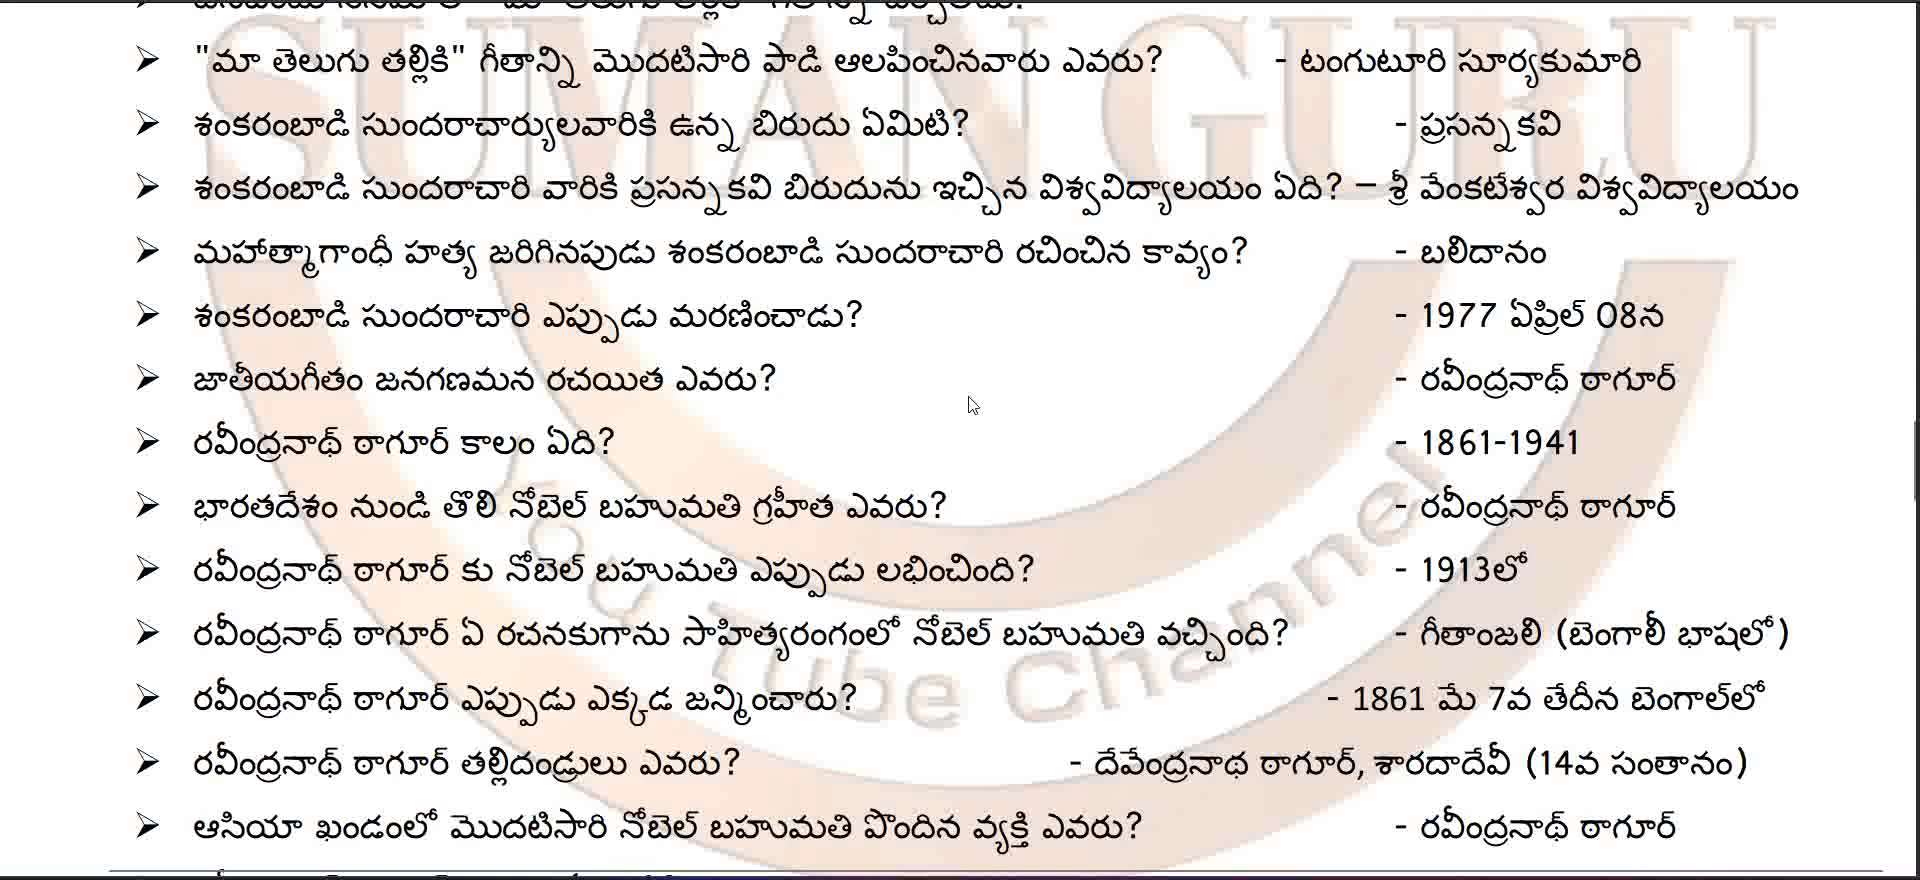 ➢ "మా తెలుగు తల్లికి" గీతాన్ని మొదటిసారి పాడి ఆలపించినవారు ఎవరు? - టంగుటూరి సూర్యకుమారి
➢ శంకరంబాడి సుందరాచార్యులవారికి ఉన్న బిరుదు ఏమిటి? - ప్రసన్నకవి
➢ శంకరంబాడి సుందరాచారి వారికి ప్రసన్నకవి బిరుదును ఇచ్చిన విశ్వవిద్యాలయం ఏది? – శ్రీ వేంకటేశ్వర విశ్వవిద్యాలయం
➢ మహాత్మాగాంధీ హత్య జరిగినపుడు శంకరంబాడి సుందరాచారి రచించిన కావ్యం? - బలిదానం
➢ శంకరంబాడి సుందరాచారి ఎప్పుడు మరణించాడు? - 1977 ఏప్రిల్ 08న
➢ జాతీయగీతం జనగణమన రచయిత ఎవరు? - రవీంద్రనాథ్ ఠాగూర్
➢ రవీంద్రనాథ్ ఠాగూర్ కాలం ఏది? - 1861-1941
➢ భారతదేశం నుండి తొలి నోబెల్ బహుమతి గ్రహీత ఎవరు? - రవీంద్రనాథ్ ఠాగూర్
➢ రవీంద్రనాథ్ ఠాగూర్ కు నోబెల్ బహుమతి ఎప్పుడు లభించింది? - 1913లో
➢ రవీంద్రనాథ్ ఠాగూర్ ఏ రచనకుగాను సాహిత్యరంగంలో నోబెల్ బహుమతి వచ్చింది? - గీతాంజలి (బెంగాలీ భాషలో)
➢ రవీంద్రనాథ్ ఠాగూర్ ఎప్పుడు ఎక్కడ జన్మించారు? - 1861 మే 7వ తేదీన బెంగాల్‌లో
➢ రవీంద్రనాథ్ ఠాగూర్ తల్లిదండ్రులు ఎవరు? - దేవేంద్రనాథ ఠాగూర్, శారదాదేవీ (14వ సంతానం)
➢ ఆసియా ఖండంలో మొదటిసారి నోబెల్ బహుమతి పొందిన వ్యక్తి ఎవరు? - రవీంద్రనాథ్ ఠాగూర్
SUMAN GURU
You Tube Channel